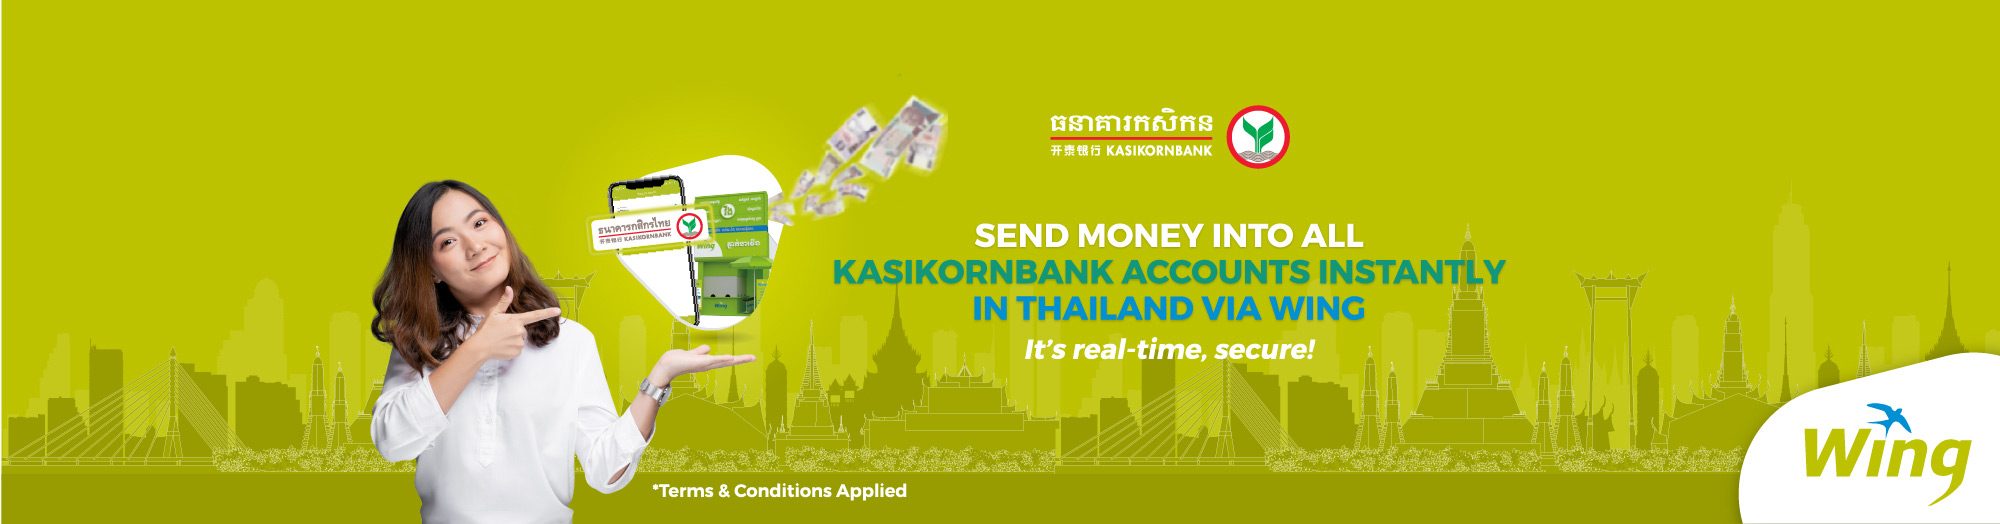 ធនាគារកសិកន
开泰银行 KASIKORNBANK
ธนาคารกสิกรไทย
开泰银行 KASIKORNBANK
Wing
Wing
SEND MONEY INTO ALL
KASIKORNBANK ACCOUNTS INSTANTLY
IN THAILAND VIA WING
It's real-time, secure!
*Terms & Conditions Applied
Wing